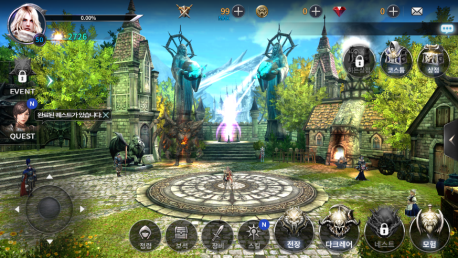 0.00%
99
0
0
EVENT
코스튬
상점
N
완료된 퀘스트가 있습니다.
QUEST
N
정령
보석
장비
스킬
전장
다크레어
네스트
모험